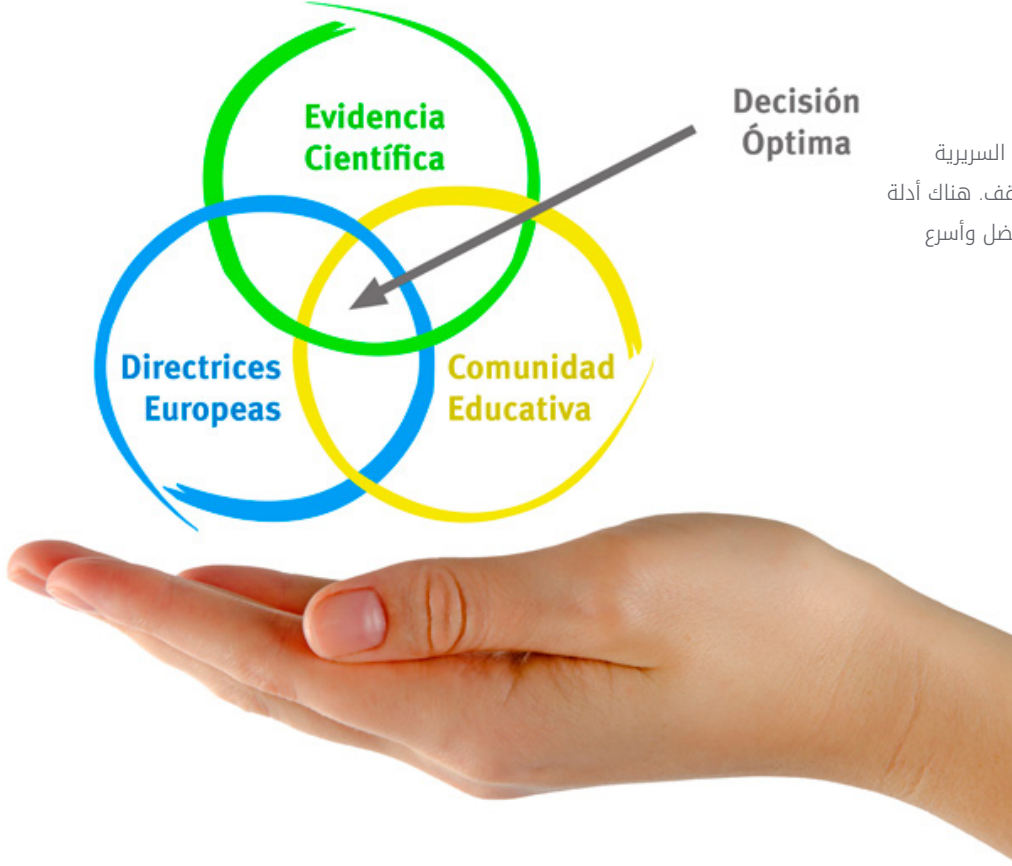 Evidencia
Científica
Decisión
Óptima
Directrices
Europeas
Comunidad
Educativa
السريرية
هناك أدلة
وأسرع